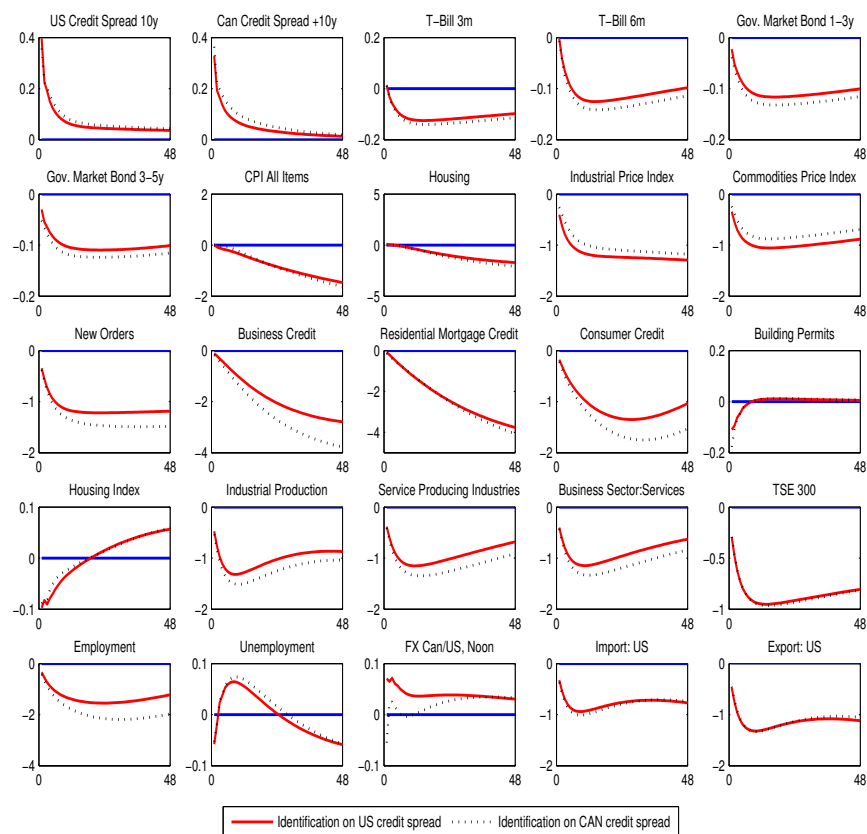 US Credit Spread 10y Can Credit Spread +10y T−Bill 3m T−Bill 6m Gov. Market Bond 1−3y
0.4 0.4 0.2 0 0
0.2 0.2 0 −0.1 −0.1
0 0 −0.2 −0.2 −0.2
0 48 0 48 0 48 0 48 0 48
Gov. Market Bond 3−5y CPI All Items Housing Industrial Price Index Commodities Price Index
0 2 5 0 0
−0.1 0 0 −1 −1
−0.2 −2 −5 −2 −2
0 48 0 48 0 48 0 48 0 48
New Orders Business Credit Residential Mortgage Credit Consumer Credit Building Permits
0 0 0 0 0.2
−1 −2 −2 −1 0
−2 −4 −4 −2 −0.2
0 48 0 48 0 48 0 48 0 48
Housing Index Industrial Production Service Producing Industries Business Sector:Services TSE 300
0.1 0 0 0 0
0 −1 −1 −1 −0.5
−0.1 −2 −2 −2 −1
0 48 0 48 0 48 0 48 0 48
Employment Unemployment FX Can/US, Noon Import: US Export: US
0 0.1 0.1 0 0
−2 0 0 −1 −1
−4 −0.1 −0.1 −2 −2
0 48 0 48 0 48 0 48 0 48
Identification on US credit spread Identification on CAN credit spread